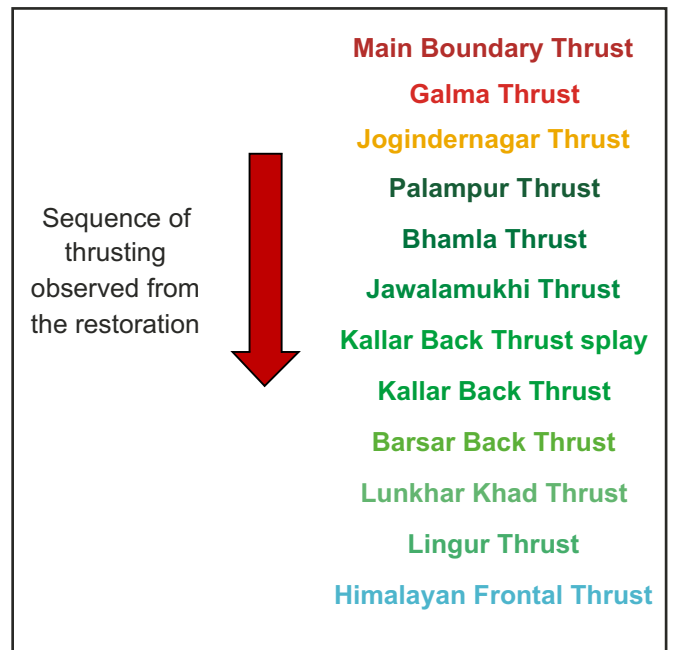 Main Boundary Thrust
Galma Thrust
Jogindernagar Thrust
Palampur Thrust
Bhamla Thrust
Jawalamukhi Thrust
Kallar Back Thrust splay
Kallar Back Thrust
Barsar Back Thrust
Lunkhar Khad Thrust
Lingur Thrust
Himalayan Frontal Thrust
Sequence of
thrusting
observed from
the restoration